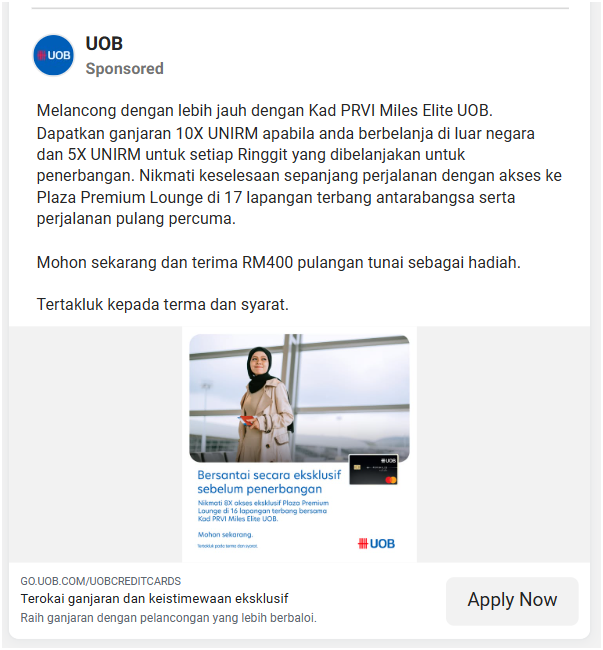 UOB
UOB
Sponsored
Melancong dengan lebih jauh dengan Kad PRVI Miles Elite UOB.
Dapatkan ganjaran 10X UNIRM apabila anda berbelanja di luar negara
dan 5X UNIRM untuk setiap Ringgit yang dibelanjakan untuk
penerbangan. Nikmati keselesaan sepanjang perjalanan dengan akses ke
Plaza Premium Lounge di 17 lapangan terbang antarabangsa serta
perjalanan pulang percuma.
Mohon sekarang dan terima RM400 pulangan tunai sebagai hadiah.
Tertakluk kepada terma dan syarat.
UOB
Bersantai secara eksklusif
sebelum penerbangan
Nikmati 8X akses eksklusif Plaza Premium
Lounge di 16 lapangan terbang bersama
Kad PRVI Miles Elite UOB.
Mohon sekarang.
Tertakluk pada terma dan syarat.
UOB
GO.UOB.COM/UOBCREDITCARDS
Terokai ganjaran dan keistimewaan eksklusif
Raih ganjaran dengan pelancongan yang lebih berbaloi.
Apply Now